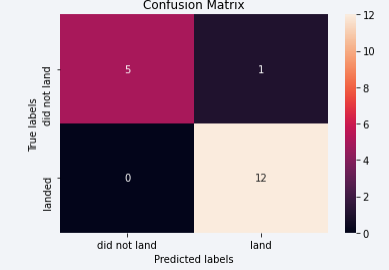 Confusion Matrix
True labels
did not land
landed
5
1
0
12
did not land
land
Predicted labels
12
10
8
6
4
2
0